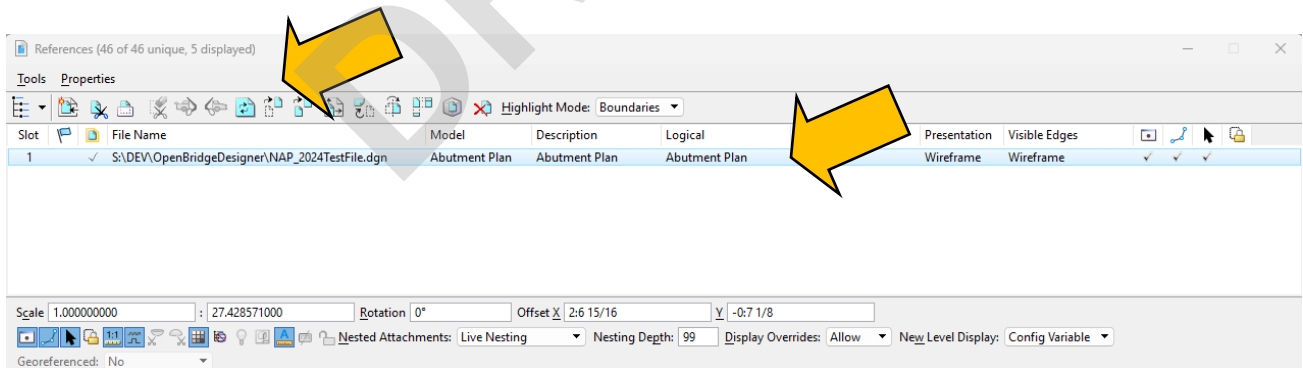 References (46 of 46 unique, 5 displayed)
Tools Properties
Highlight Mode: Boundaries
Slot File Name Model Description Logical Presentation Visible Edges
1 S:\DEV\OpenBridgeDesigner\NAP_2024TestFile.dgn Abutment Plan Abutment Plan Abutment Plan Wireframe Wireframe
Scale 1.000000000 : 27.428571000 Rotation 0° Offset X 2:6 15/16 Y -0:7 1/8
1:1 Nested Attachments: Live Nesting Nesting Depth: 99 Display Overrides: Allow New Level Display: Config Variable
Georeferenced: No